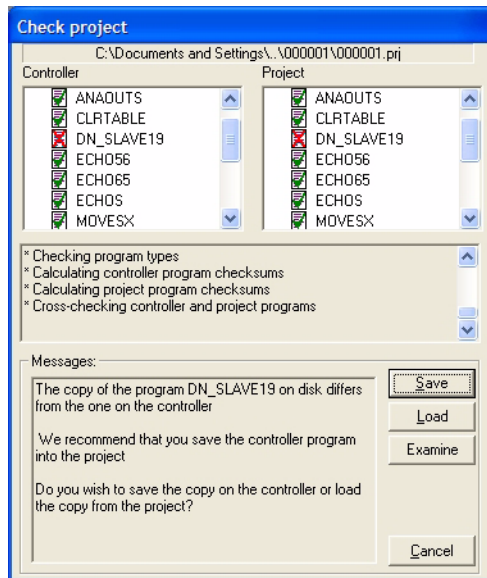 Check project
C:\Documents and Settings\..\000001\000001.prj
Controller
Project
ANAOUTS
CLRTABLE
DN_SLAVE19
ECHO56
ECHO65
ECHOS
MOVESX
ANAOUTS
CLRTABLE
DN_SLAVE19
ECHO56
ECHO65
ECHOS
MOVESX
* Checking program types
* Calculating controller program checksums
* Calculating project program checksums
* Cross-checking controller and project programs
Messages:
The copy of the program DN_SLAVE19 on disk differs
from the one on the controller
We recommend that you save the controller program
into the project
Do you wish to save the copy on the controller or load
the copy from the project?
Save
Load
Examine
Cancel